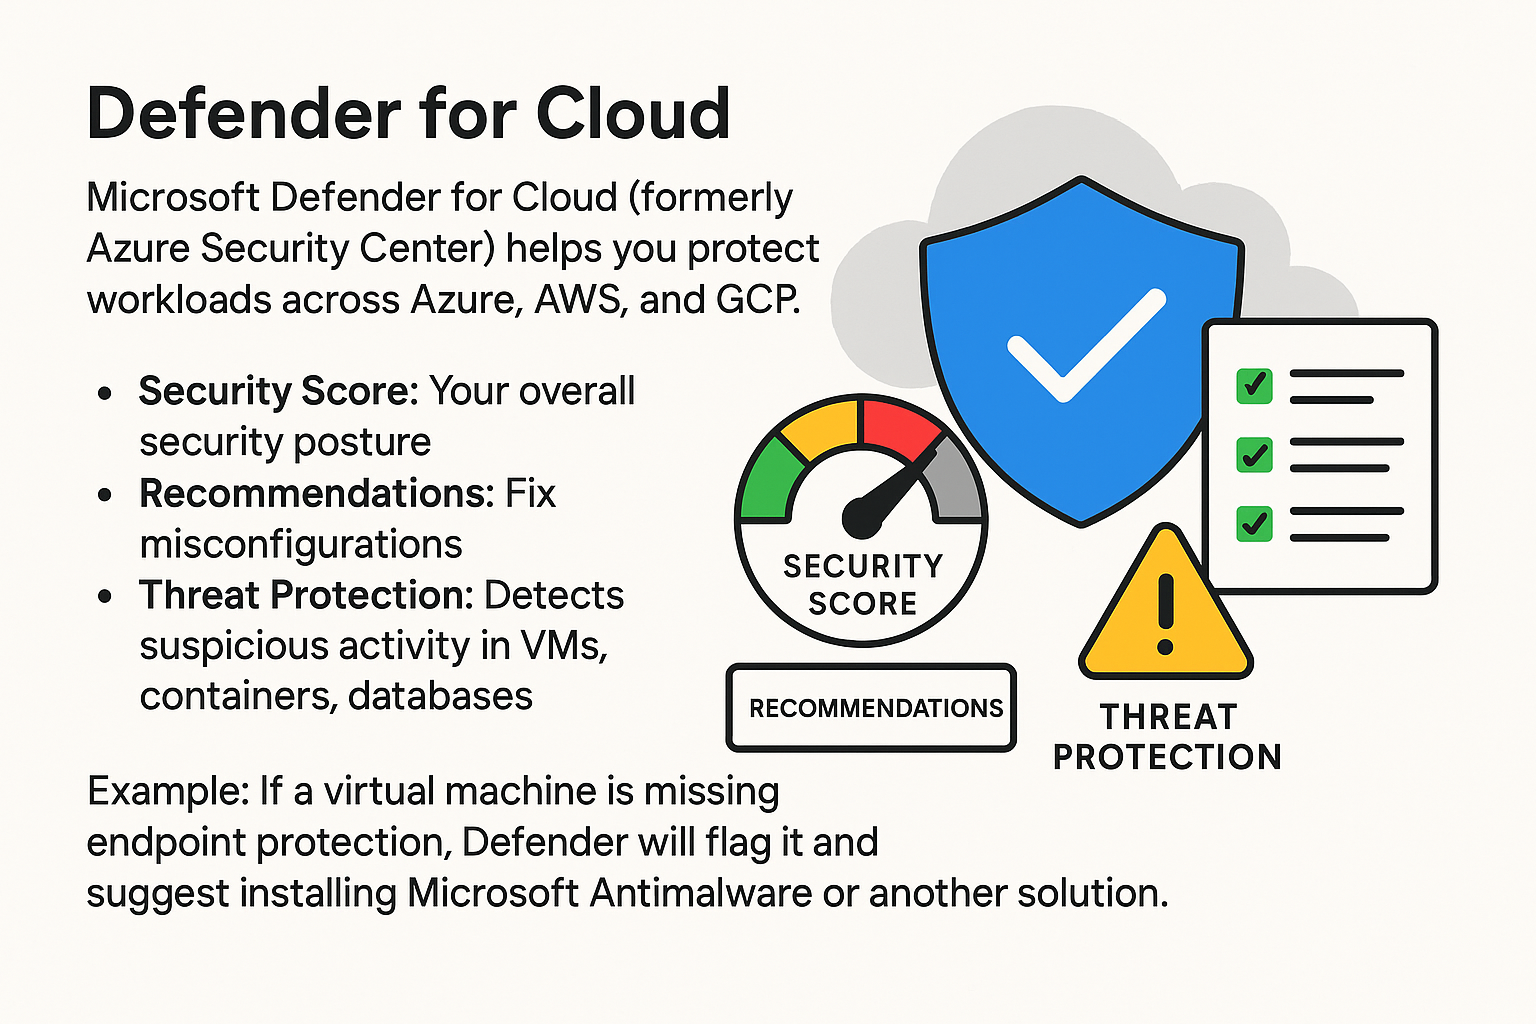 Defender for Cloud
Microsoft Defender for Cloud (formerly
Azure Security Center) helps you protect
workloads across Azure, AWS, and GCP.
• Security Score: Your overall
security posture
• Recommendations: Fix
misconfigurations
• Threat Protection: Detects
suspicious activity in VMs,
containers, databases
SECURITY
SCORE
RECOMMENDATIONS
THREAT
PROTECTION
Example: If a virtual machine is missing
endpoint protection, Defender will flag it and
suggest installing Microsoft Antimalware or another solution.